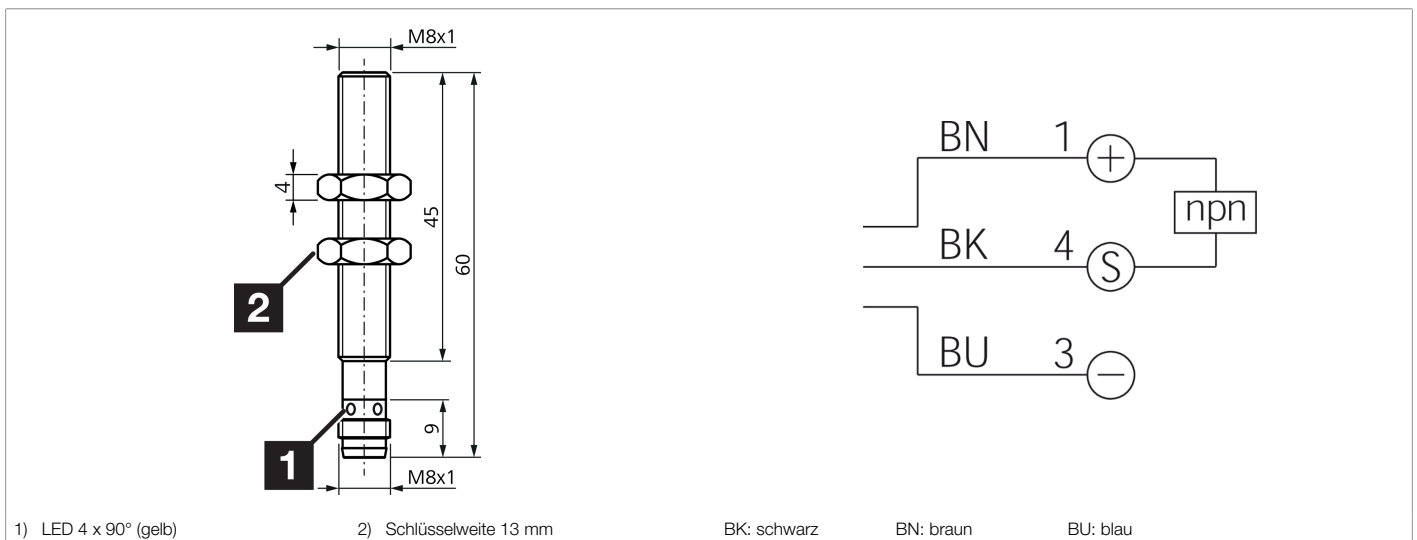 M8x1
4
45
60
2
1
9
M8x1
BN 1 +
npn
BK 4 S
BU 3 −
1) LED 4 x 90° (gelb) 2) Schlüsselweite 13 mm BK: schwarz BN: braun BU: blau